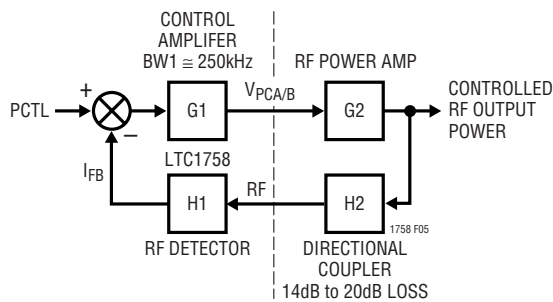 CONTROL
AMPLIFER
BW1 ≅ 250kHz
RF POWER AMP
PCTL
+
−
G1
VPCA/B
G2
CONTROLLED
RF OUTPUT
POWER
LTC1758
IFB
H1
RF
H2
1758 F05
RF DETECTOR
DIRECTIONAL
COUPLER
14dB to 20dB LOSS